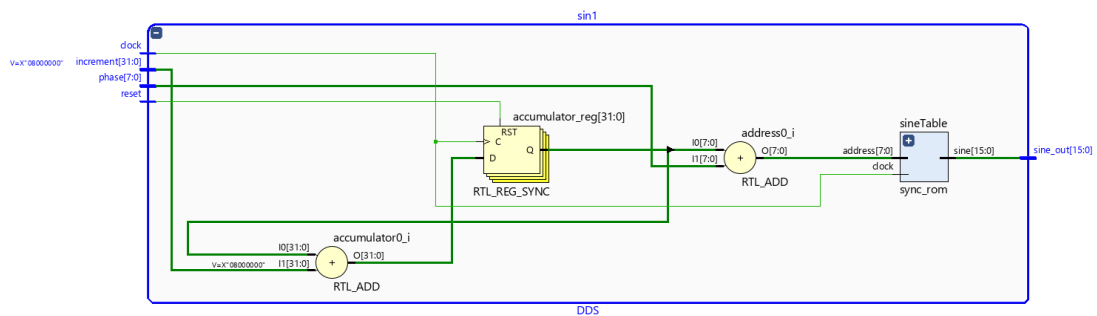 sin1
clock
V=X"08000000" increment[31:0]
phase[7:0]
reset
accumulator_reg[31:0]
RST
C
D
Q
RTL_REG_SYNC
address0_i
I0[7:0]
I1[7:0]
+
O[7:0]
RTL_ADD
sineTable
address[7:0]
clock
sine[15:0]
sync_rom
sine_out[15:0]
accumulator0_i
I0[31:0]
V=X"08000000" I1[31:0]
+
O[31:0]
RTL_ADD
DDS